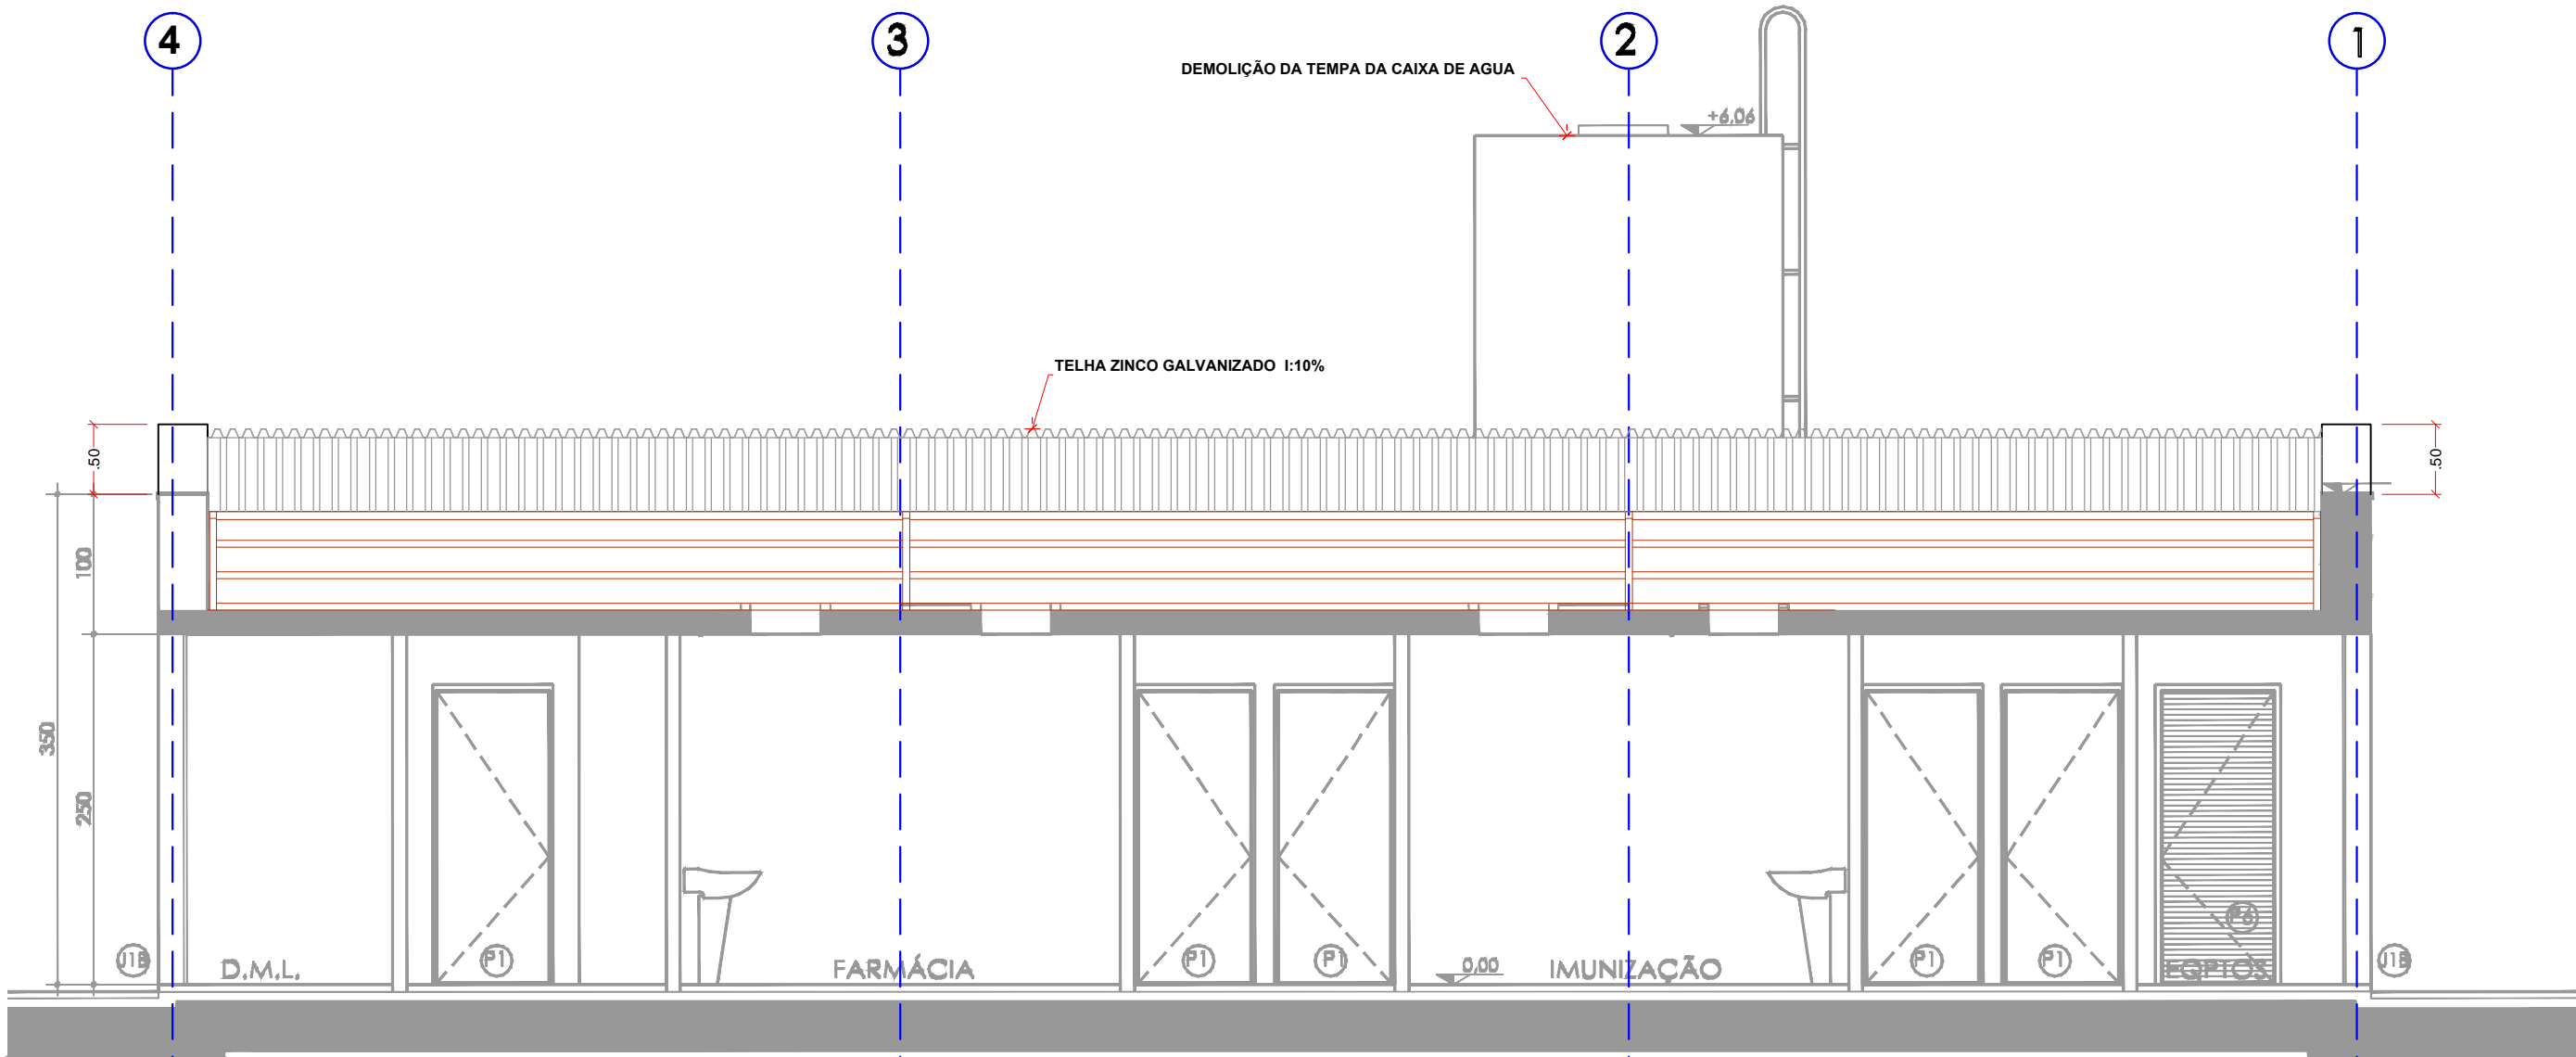 4
3
2
1
DEMOLIÇÃO DA TEMPA DA CAIXA DE AGUA
+6,06
TELHA ZINCO GALVANIZADO I:10%
.50
.50
100
350
250
J1B
D.M.L.
P1
FARMÁCIA
P1
P1
0,00
IMUNIZAÇÃO
P1
P1
P6
EQPTOS
J1B